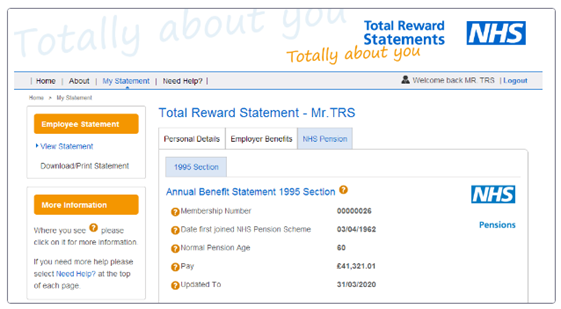 Totally about you
Total Reward
Statements
NHS
Totally about you
| Home | About | My Statement | Need Help? |
Welcome back MR. TRS | Logout
Home > My Statement
Employee Statement
View Statement
Download/Print Statement
More Information
Where you see ? please
click on it for more information
If you need more help please
select Need Help? at the top
of each page.
Total Reward Statement - Mr.TRS
Personal Details
Employer Benefits
NHS Pension
1995 Section
Annual Benefit Statement 1995 Section ?
NHS
Pensions
? Membership Number 00000026
? Date first joined NHS Pension Scheme 03/04/1962
? Normal Pension Age 60
? Pay £41,321.01
? Updated To 31/03/2020